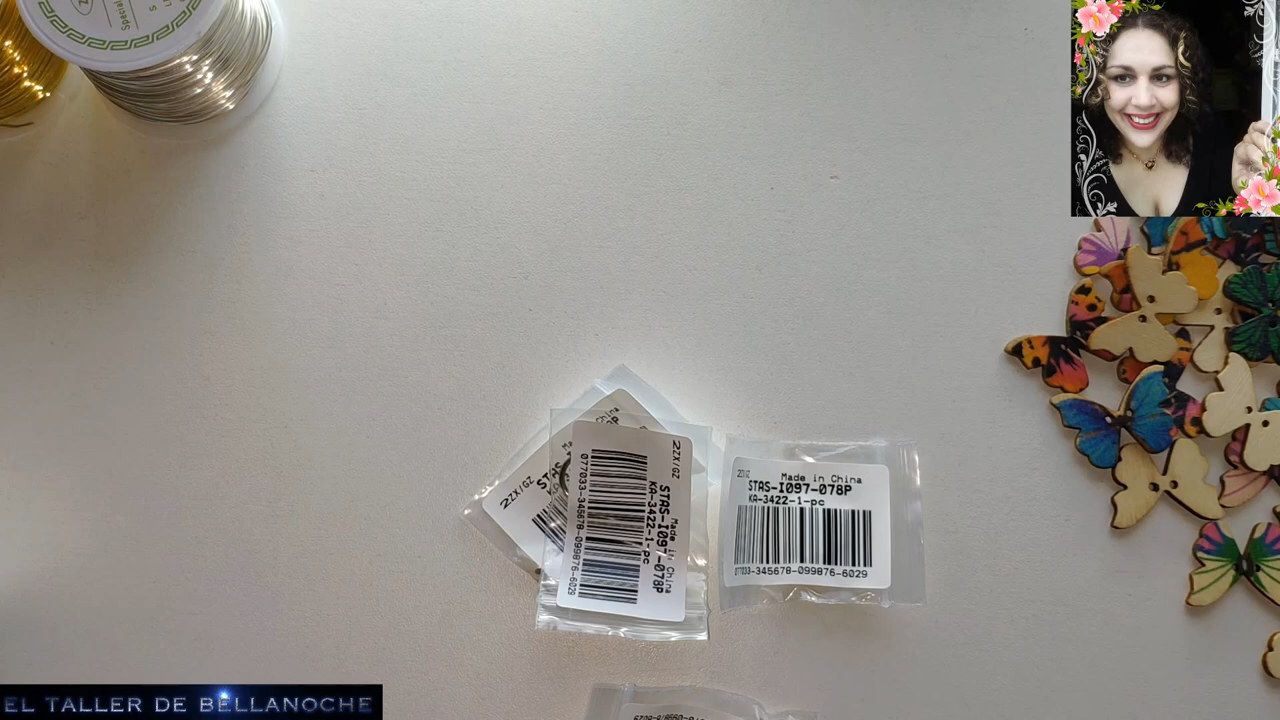 Special
Made in China
STAS-I097-078P
KA-3422-1-pc
077033-345678-099876-6029
ZZX/GZ
Made in China
STAS-I097-078P
KA-3422-1-pc
077033-345678-099876-6029
ZZX/GZ
EL TALLER DE BELLANOCHE